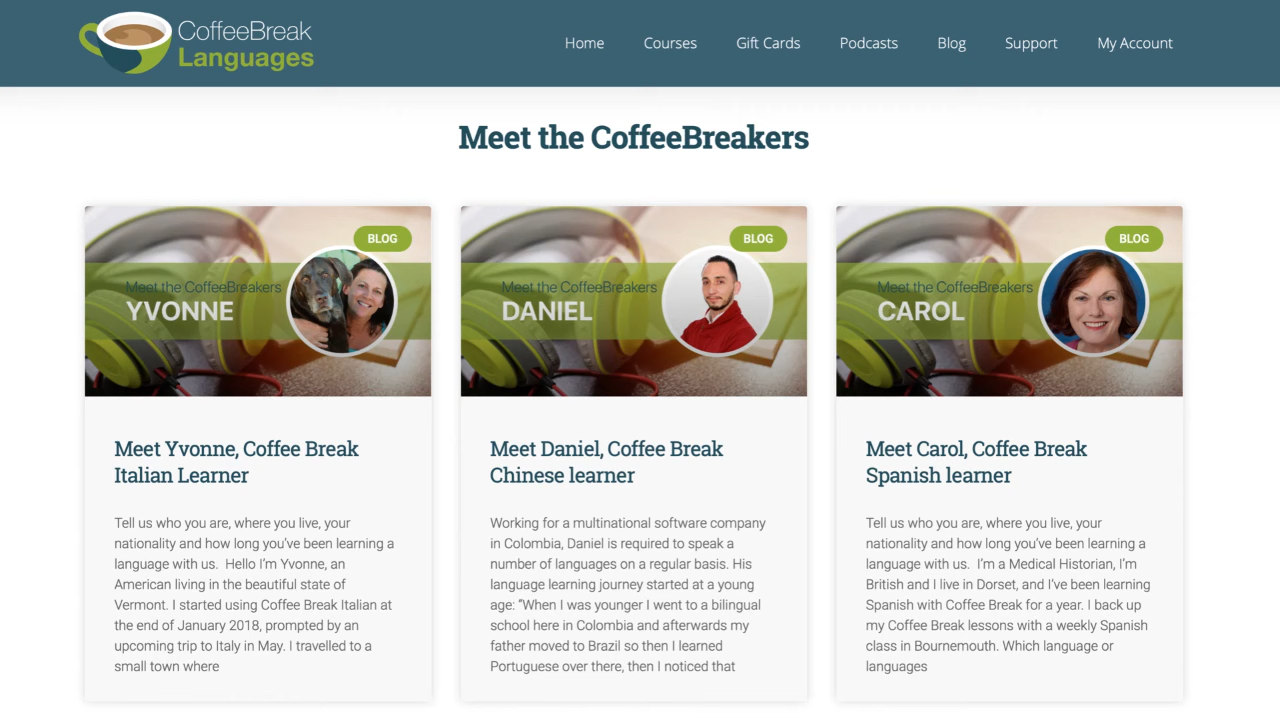 CoffeeBreak
Languages
Home Courses Gift Cards Podcasts Blog Support My Account
Meet the CoffeeBreakers
BLOG
Meet the CoffeeBreakers
YVONNE
Meet Yvonne, Coffee Break
Italian Learner
Tell us who you are, where you live, your
nationality and how long you’ve been learning a
language with us.  Hello I’m Yvonne, an
American living in the beautiful state of
Vermont. I started using Coffee Break Italian at
the end of January 2018, prompted by an
upcoming trip to Italy in May. I travelled to a
small town where
BLOG
Meet the CoffeeBreakers
DANIEL
Meet Daniel, Coffee Break
Chinese learner
Working for a multinational software company
in Colombia, Daniel is required to speak a
number of languages on a regular basis. His
language learning journey started at a young
age: “When I was younger I went to a bilingual
school here in Colombia and afterwards my
father moved to Brazil so then I learned
Portuguese over there, then I noticed that
BLOG
Meet the CoffeeBreakers
CAROL
Meet Carol, Coffee Break
Spanish learner
Tell us who you are, where you live, your
nationality and how long you’ve been learning a
language with us.  I’m a Medical Historian, I’m
British and I live in Dorset, and I’ve been learning
Spanish with Coffee Break for a year. I back up
my Coffee Break lessons with a weekly Spanish
class in Bournemouth. Which language or
languages